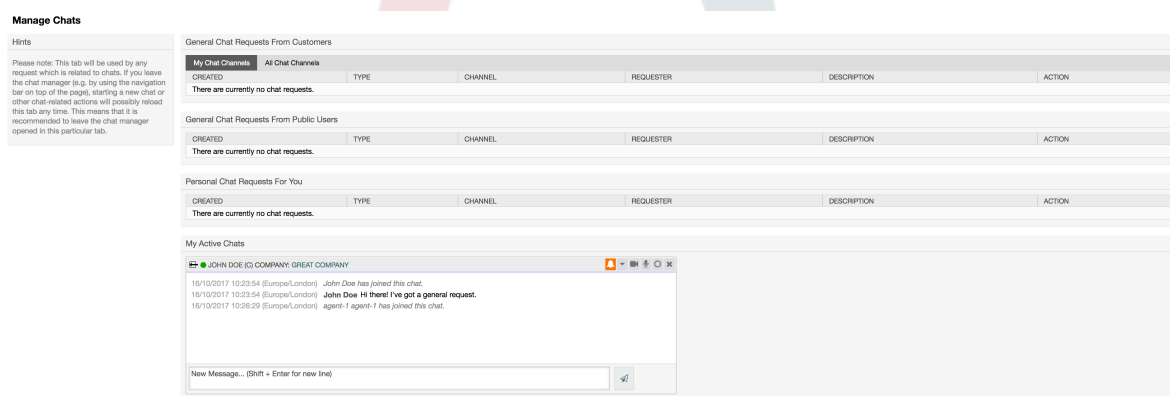 Manage Chats
Hints
Please note: This tab will be used by any
request which is related to chats. If you leave
the chat manager (e.g. by using the navigation
bar on top of the page), starting a new chat or
other chat-related actions will possibly reload
this tab any time. This means that it is
recommended to leave the chat manager
opened in this particular tab.
General Chat Requests From Customers
My Chat Channels All Chat Channels
CREATED TYPE CHANNEL REQUESTER DESCRIPTION ACTION
There are currently no chat requests.
General Chat Requests From Public Users
CREATED TYPE CHANNEL REQUESTER DESCRIPTION ACTION
There are currently no chat requests.
Personal Chat Requests For You
CREATED TYPE CHANNEL REQUESTER DESCRIPTION ACTION
There are currently no chat requests.
My Active Chats
JOHN DOE (C) COMPANY: GREAT COMPANY
16/10/2017 10:23:54 (Europe/London) John Doe has joined this chat.
16/10/2017 10:23:54 (Europe/London) John Doe Hi there! I've got a general request.
16/10/2017 10:26:29 (Europe/London) agent-1 agent-1 has joined this chat.
New Message... (Shift + Enter for new line)